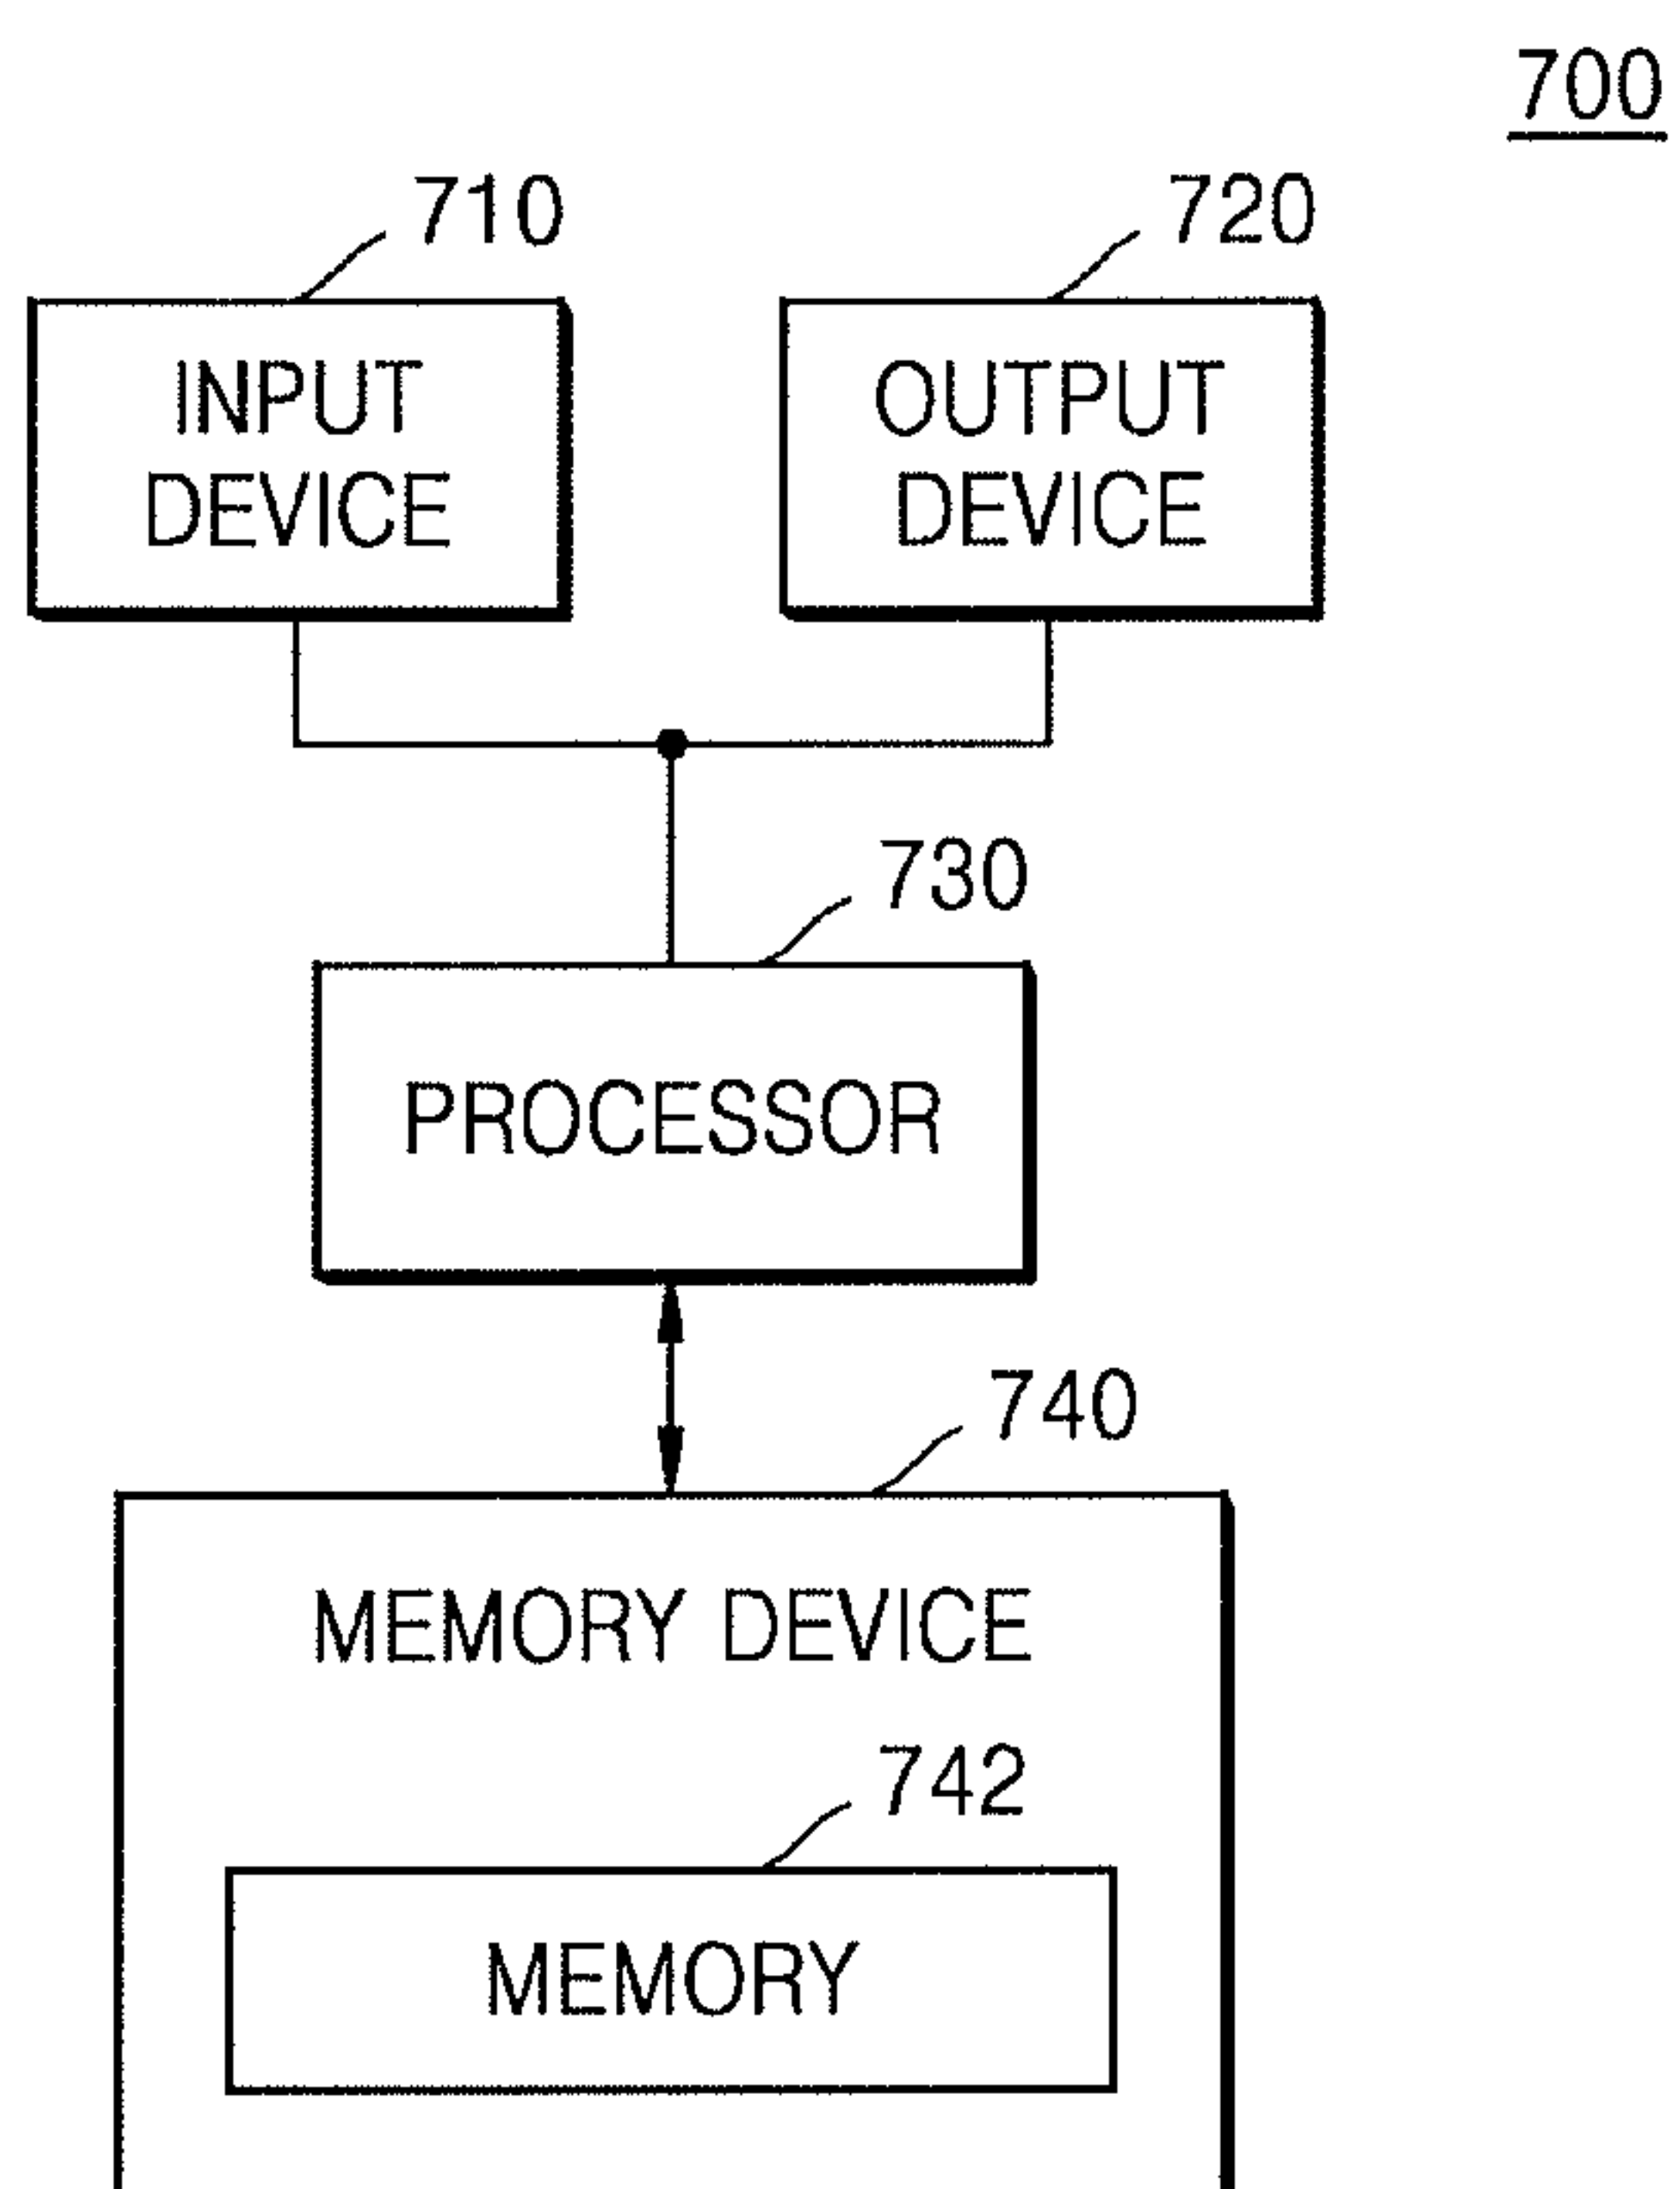 700
710
720
INPUT
DEVICE
OUTPUT
DEVICE
730
PROCESSOR
740
MEMORY DEVICE
742
MEMORY